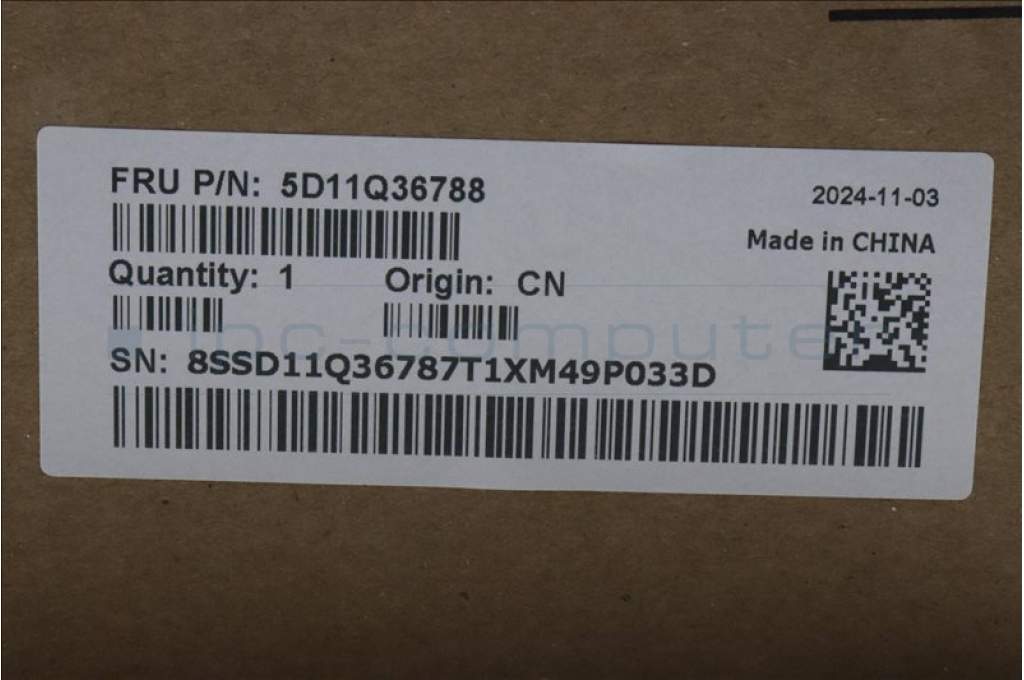 FRU P/N: 5D11Q36788
2024-11-03
Made in CHINA
Quantity: 1 Origin: CN
SN: 8SSD11Q36787T1XM49P033D